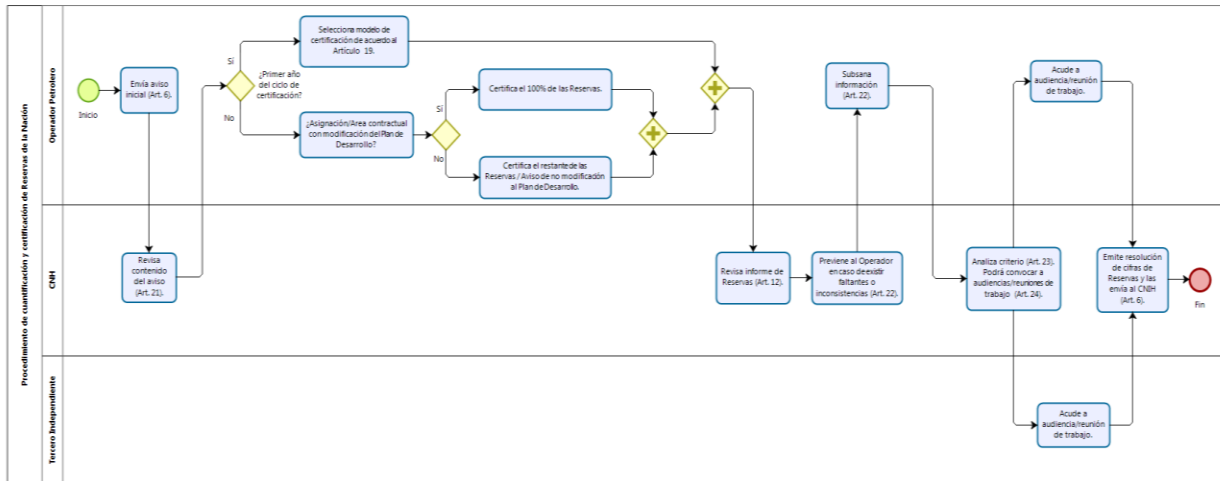 Procedimiento de cuantificación y certificación de Reservas de la Nación
Operador Petrolero
Inicio
Envía aviso
inicial (Art. 6).
¿Primer año
del ciclo de
certificación?
Sí
No
Selecciona modelo de
certificación de acuerdo al
Artículo 19.
¿Asignación/Area contractual
con modificación del Plan de
Desarrollo?
Sí
No
Certifica el 100% de las Reservas.
Certifica el restante de las
Reservas / Aviso de no modificación
al Plan de Desarrollo.
Subsana
información
(Art. 22).
Acude a
audiencia/reunión
de trabajo.
CNH
Revisa
contenido
del aviso
(Art. 21).
Revisa informe de
Reservas (Art. 12).
Previene al Operador
en caso de existir
faltantes o
inconsistencias (Art. 22).
Analiza criterio (Art. 23).
Podrá convocar a
audiencias/reuniones de
trabajo (Art. 24).
Emite resolución
de cifras de
Reservas y las
envía al CNIH
(Art. 6).
Fin
Tercero Independiente
Acude a
audiencia/reunión
de trabajo.